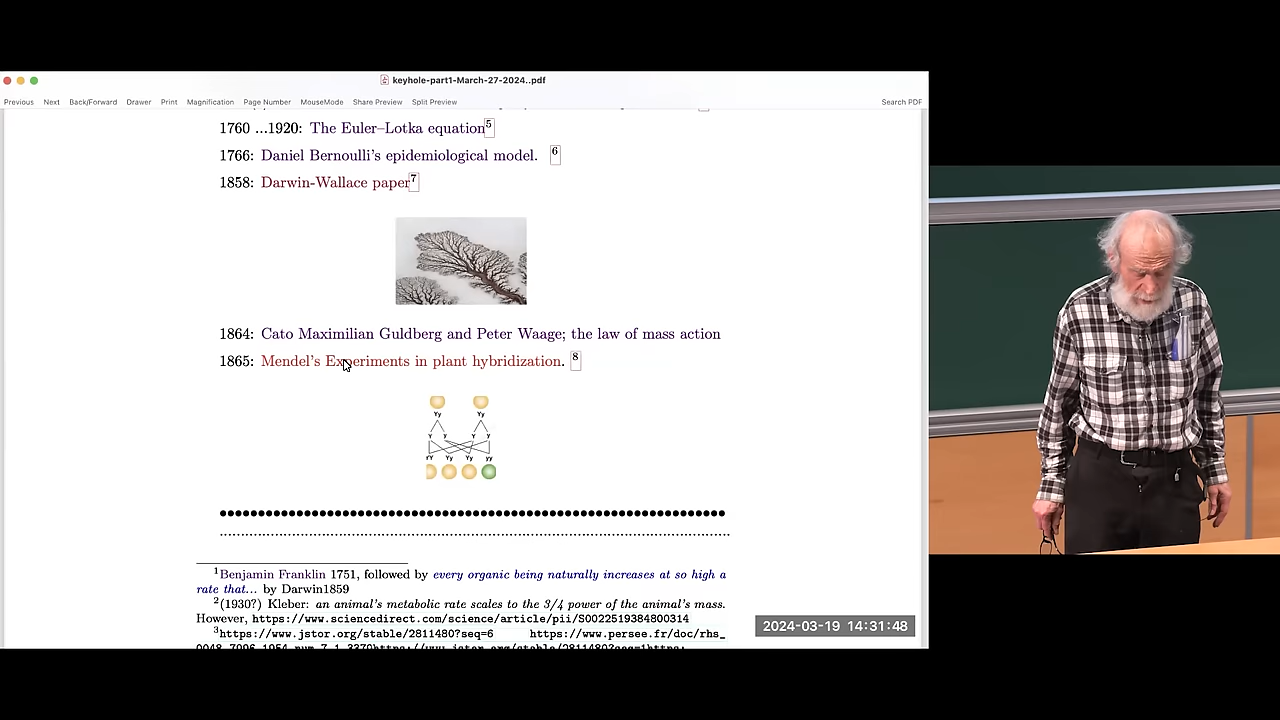 keyhole-part1-March-27-2024..pdf
Previous Next Back/Forward Drawer Print Magnification Page Number MouseMode Share Preview Split Preview Search PDF
1760 ...1920: The Euler–Lotka equation5
1766: Daniel Bernoulli's epidemiological model. 6
1858: Darwin-Wallace paper7
1864: Cato Maximilian Guldberg and Peter Waage; the law of mass action
1865: Mendel's Experiments in plant hybridization. 8
Yy Yy
Y y Y y
YY Yy Yy yy
1Benjamin Franklin 1751, followed by every organic being naturally increases at so high a
rate that... by Darwin1859
2(1930?) Kleber: an animal's metabolic rate scales to the 3/4 power of the animal's mass.
However, https://www.sciencedirect.com/science/article/pii/S0022519384800314
3https://www.jstor.org/stable/2811480?seq=6 https://www.persee.fr/doc/rhs_
2024-03-19 14:31:48